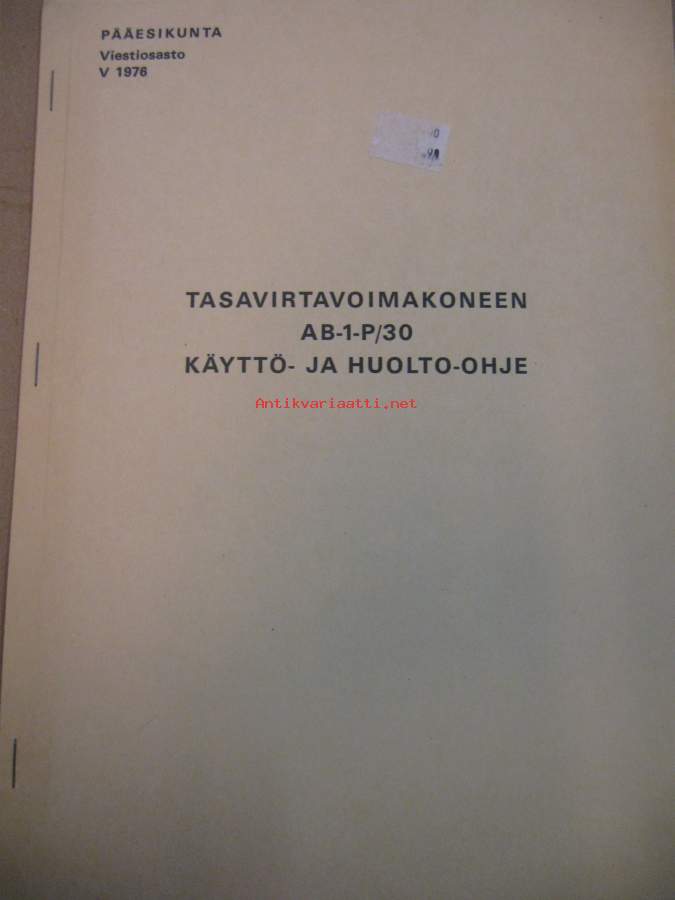 PÄÄESIKUNTA
Viestiosasto
V 1976
TASAVIRTAVOIMAKONEEN
AB-1-P/30
KÄYTTÖ- JA HUOLTO-OHJE
Antikvariaatti.net